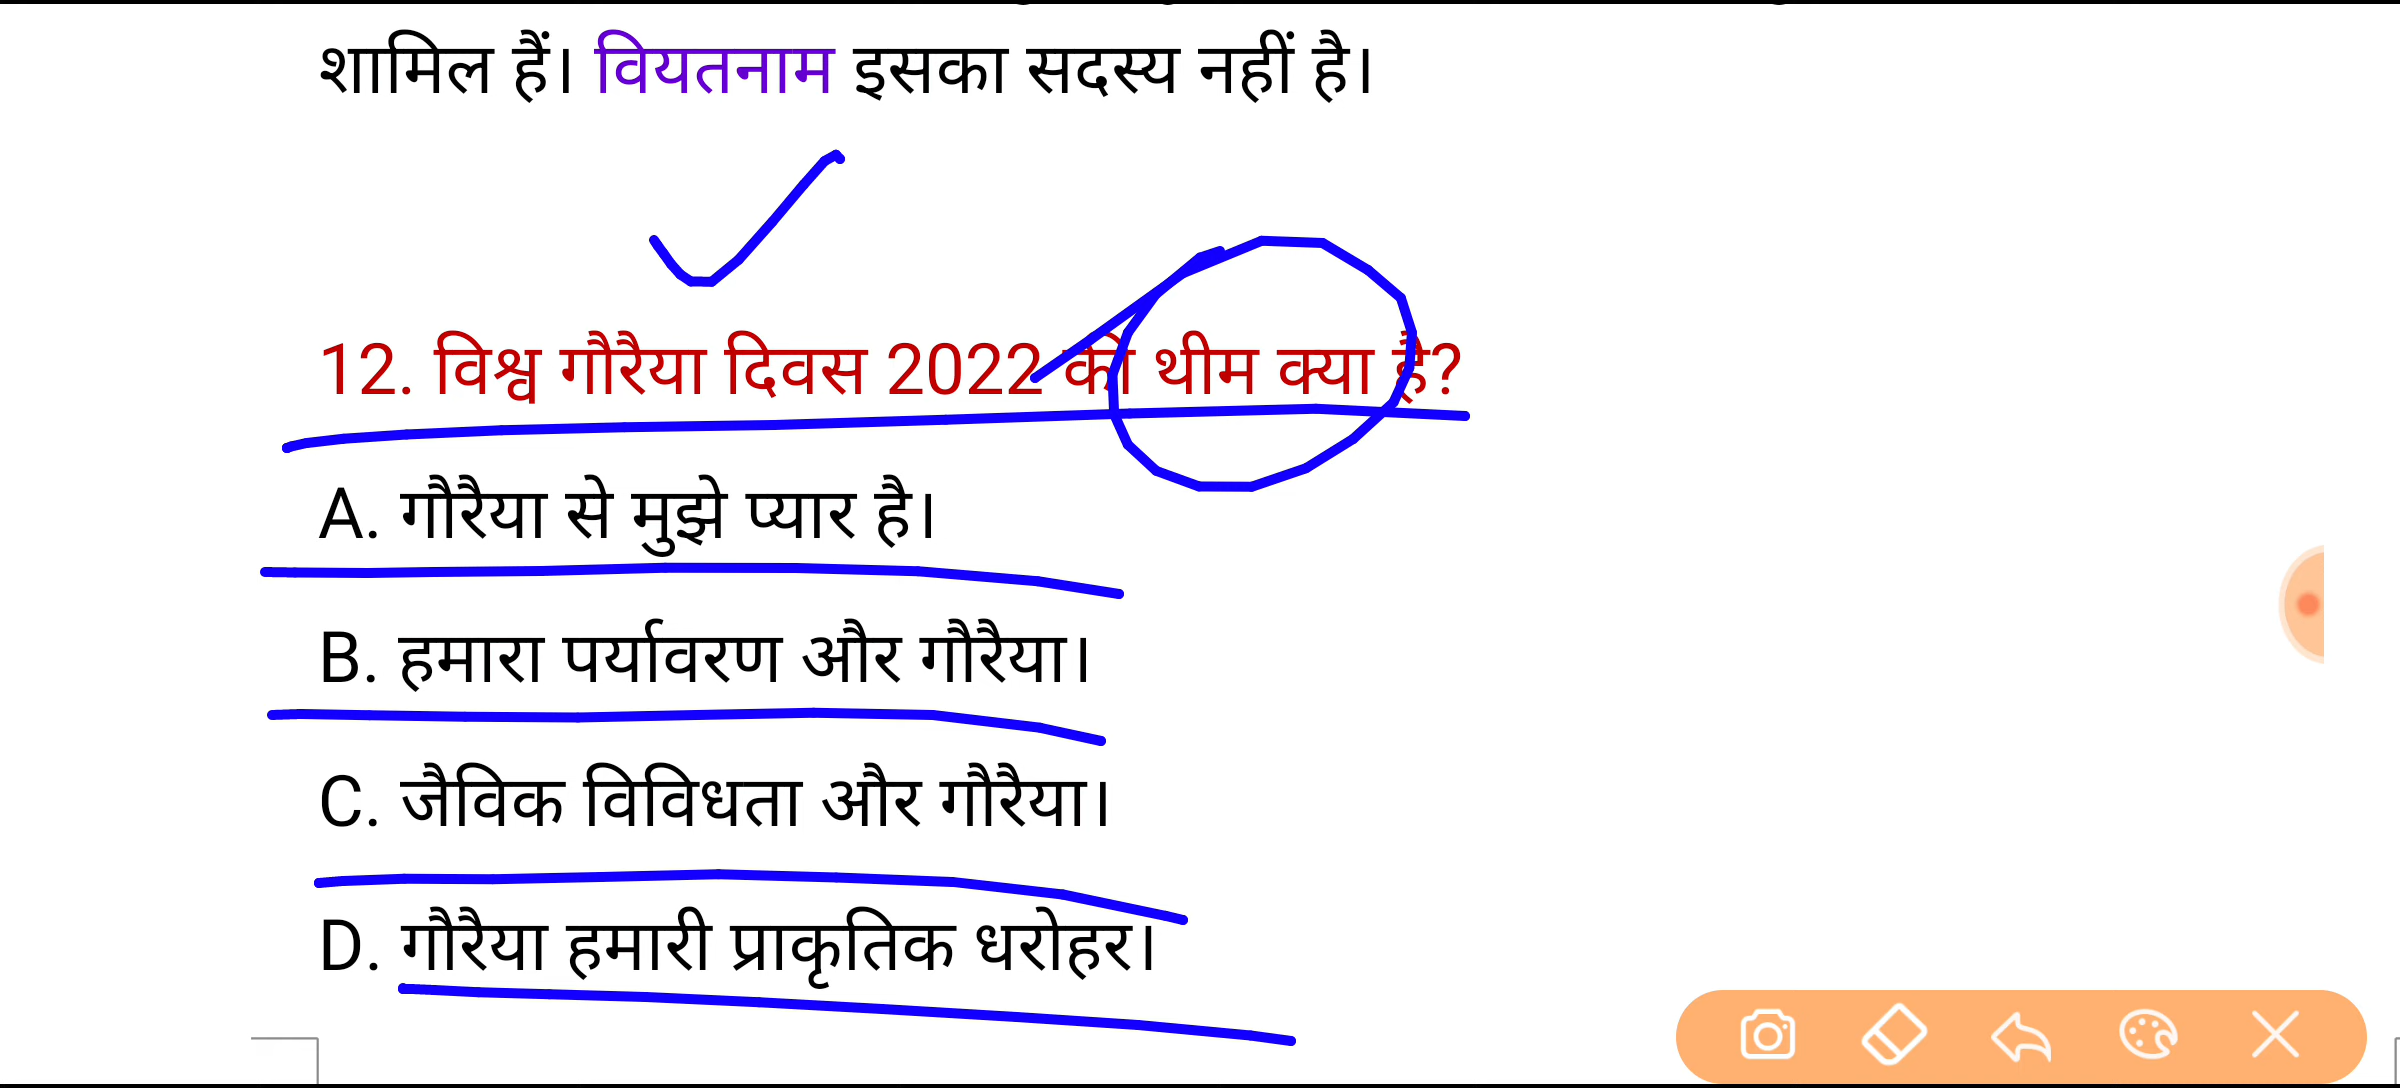 शामिल हैं। वियतनाम इसका सदस्य नहीं है।
12. विश्व गौरैया दिवस 2022 की थीम क्या है?
A. गौरैया से मुझे प्यार है।
B. हमारा पर्यावरण और गौरैया।
C. जैविक विविधता और गौरैया।
D. गौरैया हमारी प्राकृतिक धरोहर।